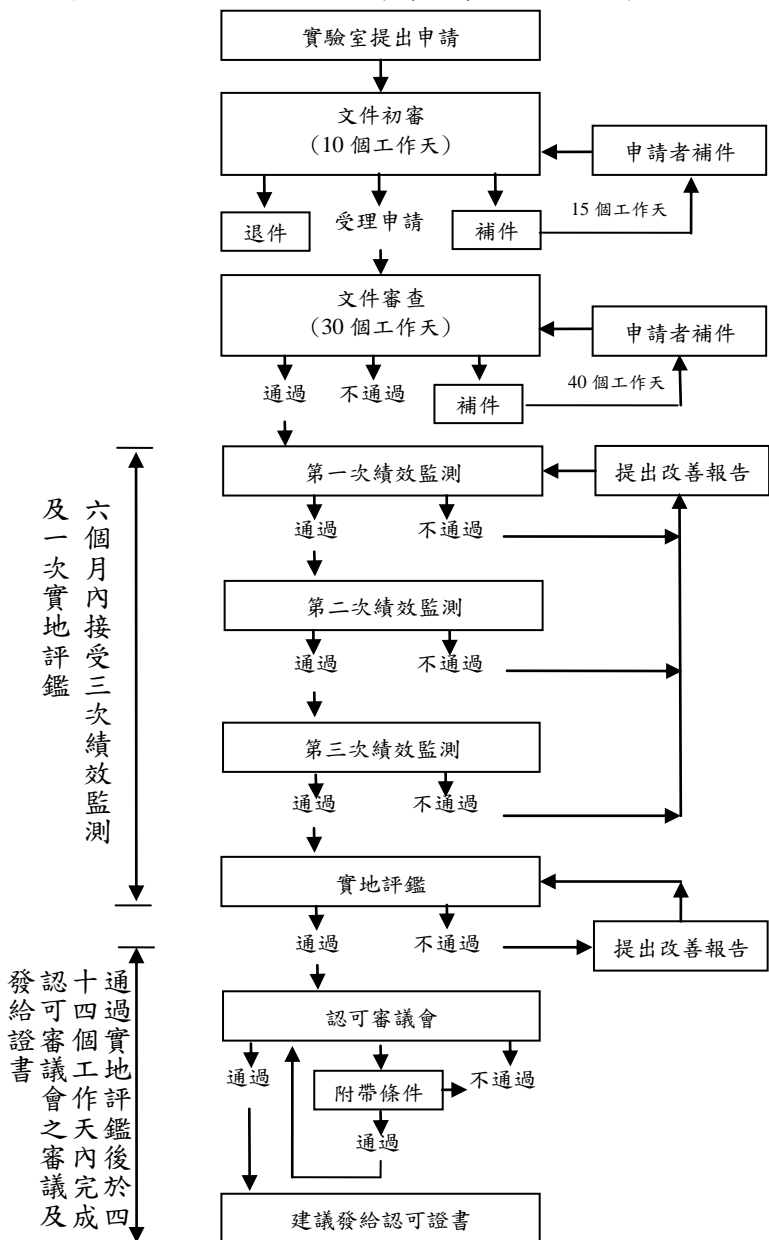 實驗室提出申請
文件初審
(10 個工作天)
申請者補件
15 個工作天
退件
受理申請
補件
文件審查
(30 個工作天)
申請者補件
40 個工作天
通過
不通過
補件
六個月內接受三次績效監測
及一次實地評鑑
第一次績效監測
提出改善報告
通過
不通過
第二次績效監測
通過
不通過
第三次績效監測
通過
不通過
實地評鑑
通過
不通過
提出改善報告
通過實地評鑑後於四
十四個工作天內完成
認可審議會之審議及
發給證書
認可審議會
通過
附帶條件
不通過
通過
建議發給認可證書